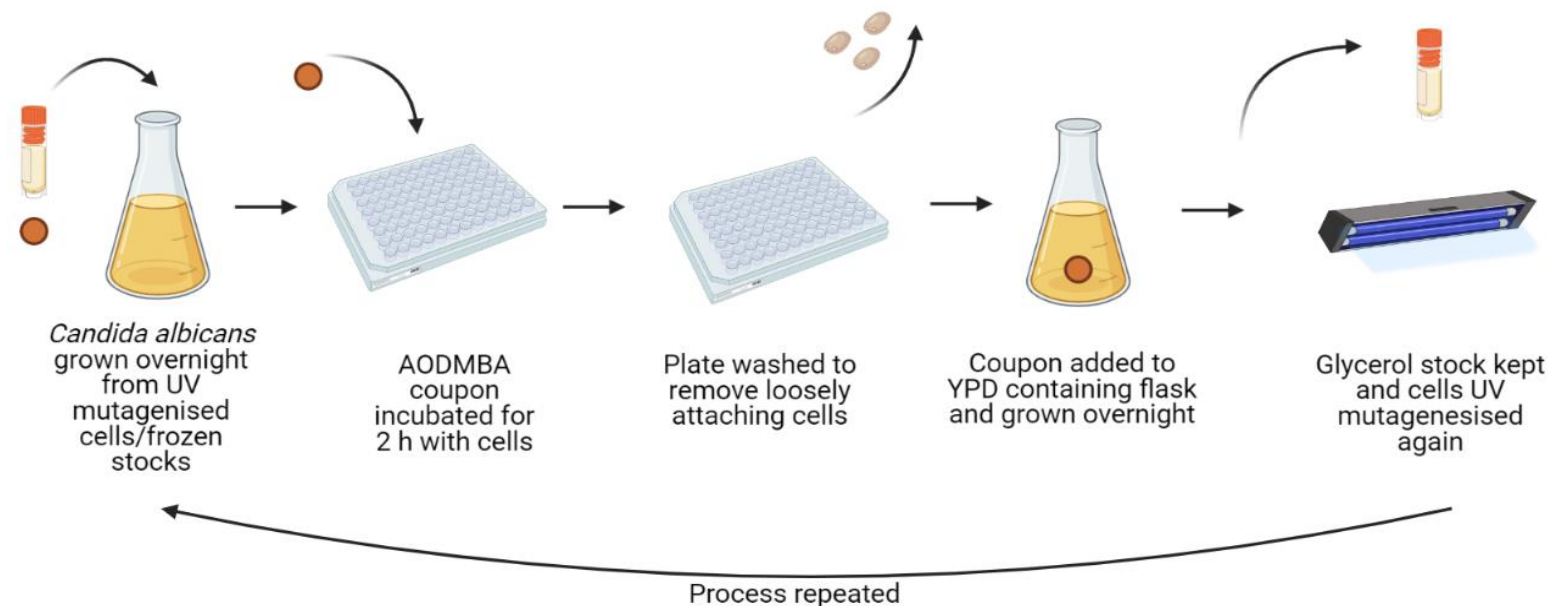 Candida albicans
grown overnight
from UV
mutagenised
cells/frozen
stocks
AODMBA
coupon
incubated for
2 h with cells
Plate washed to
remove loosely
attaching cells
Coupon added to
YPD containing flask
and grown overnight
Glycerol stock kept
and cells UV
mutagenesised
again
Process repeated